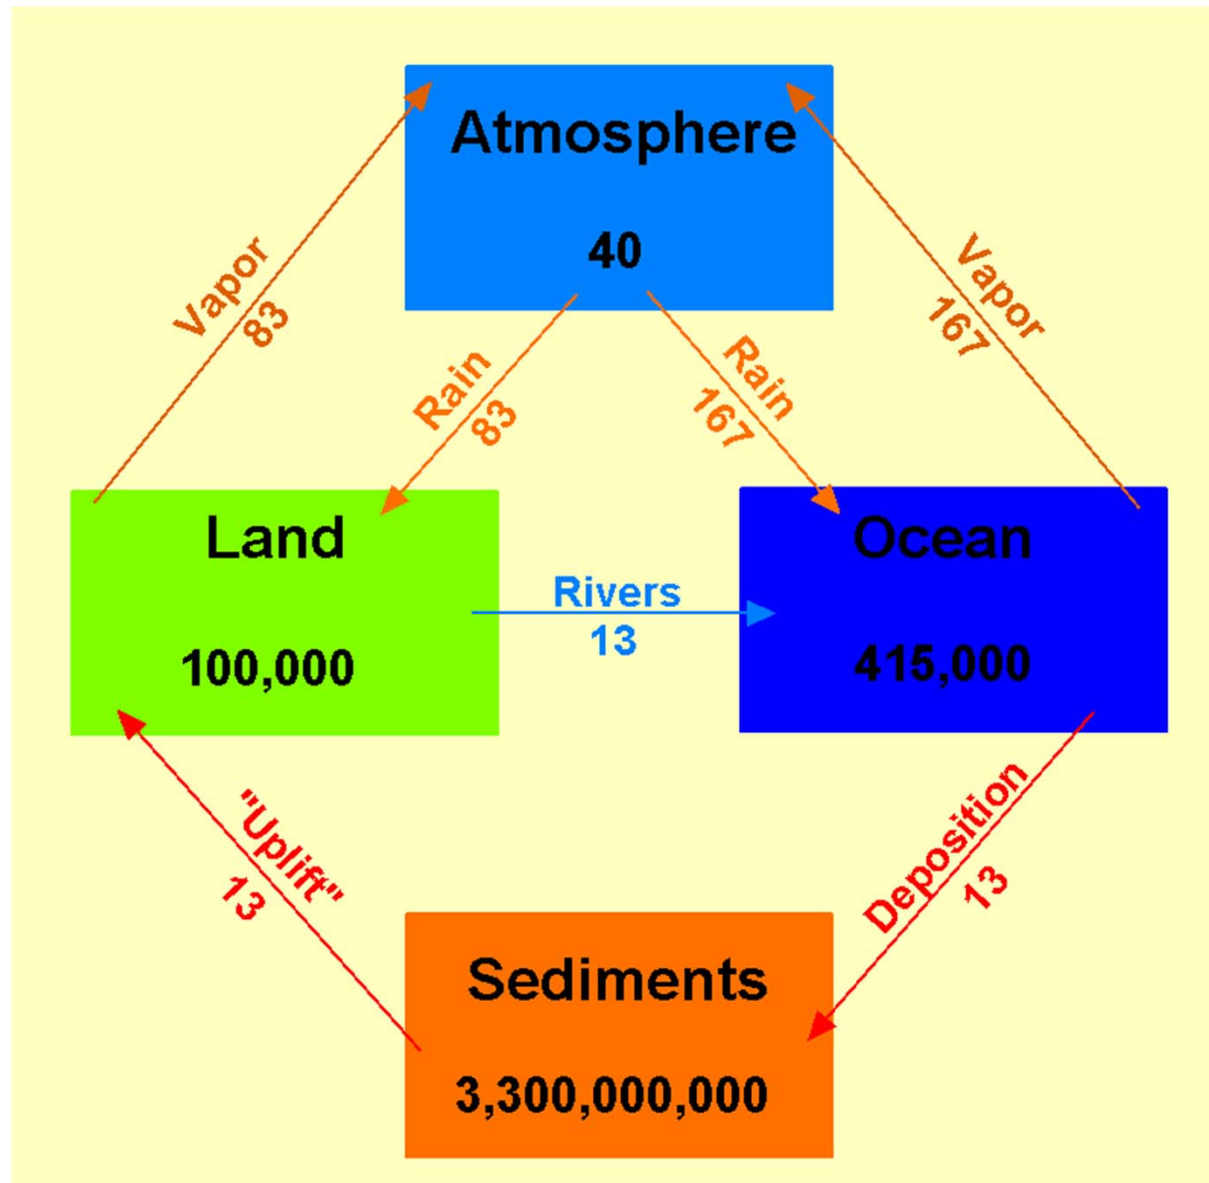 Atmosphere
40
Vapor
83
Vapor
167
Rain
83
Rain
167
Land
100,000
Rivers
13
Ocean
415,000
"Uplift"
13
Deposition
13
Sediments
3,300,000,000